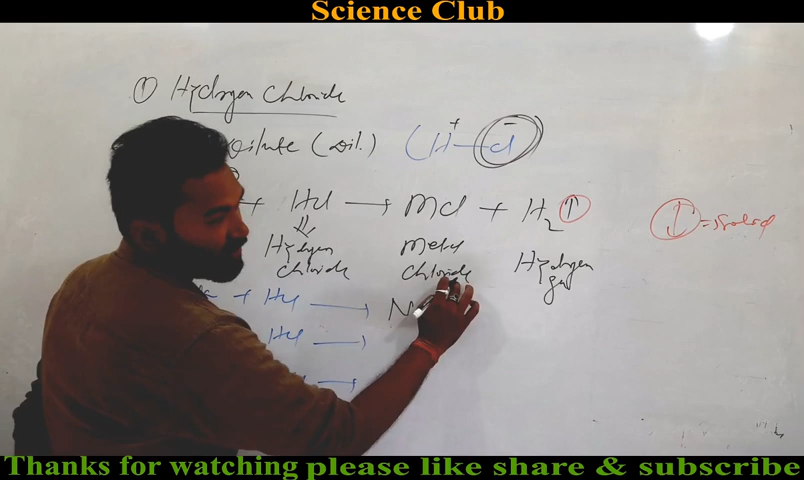 Science Club
① Hydrogen Chloride
Dilute (Dil.) (H⁺—Cl⁻
+ HCl → MCl + H₂ ↑
Hydrogen Metal Hydrogen
chloride chloride gas
+ HCl →
HCl →
→
Thanks for watching please like share & subscribe